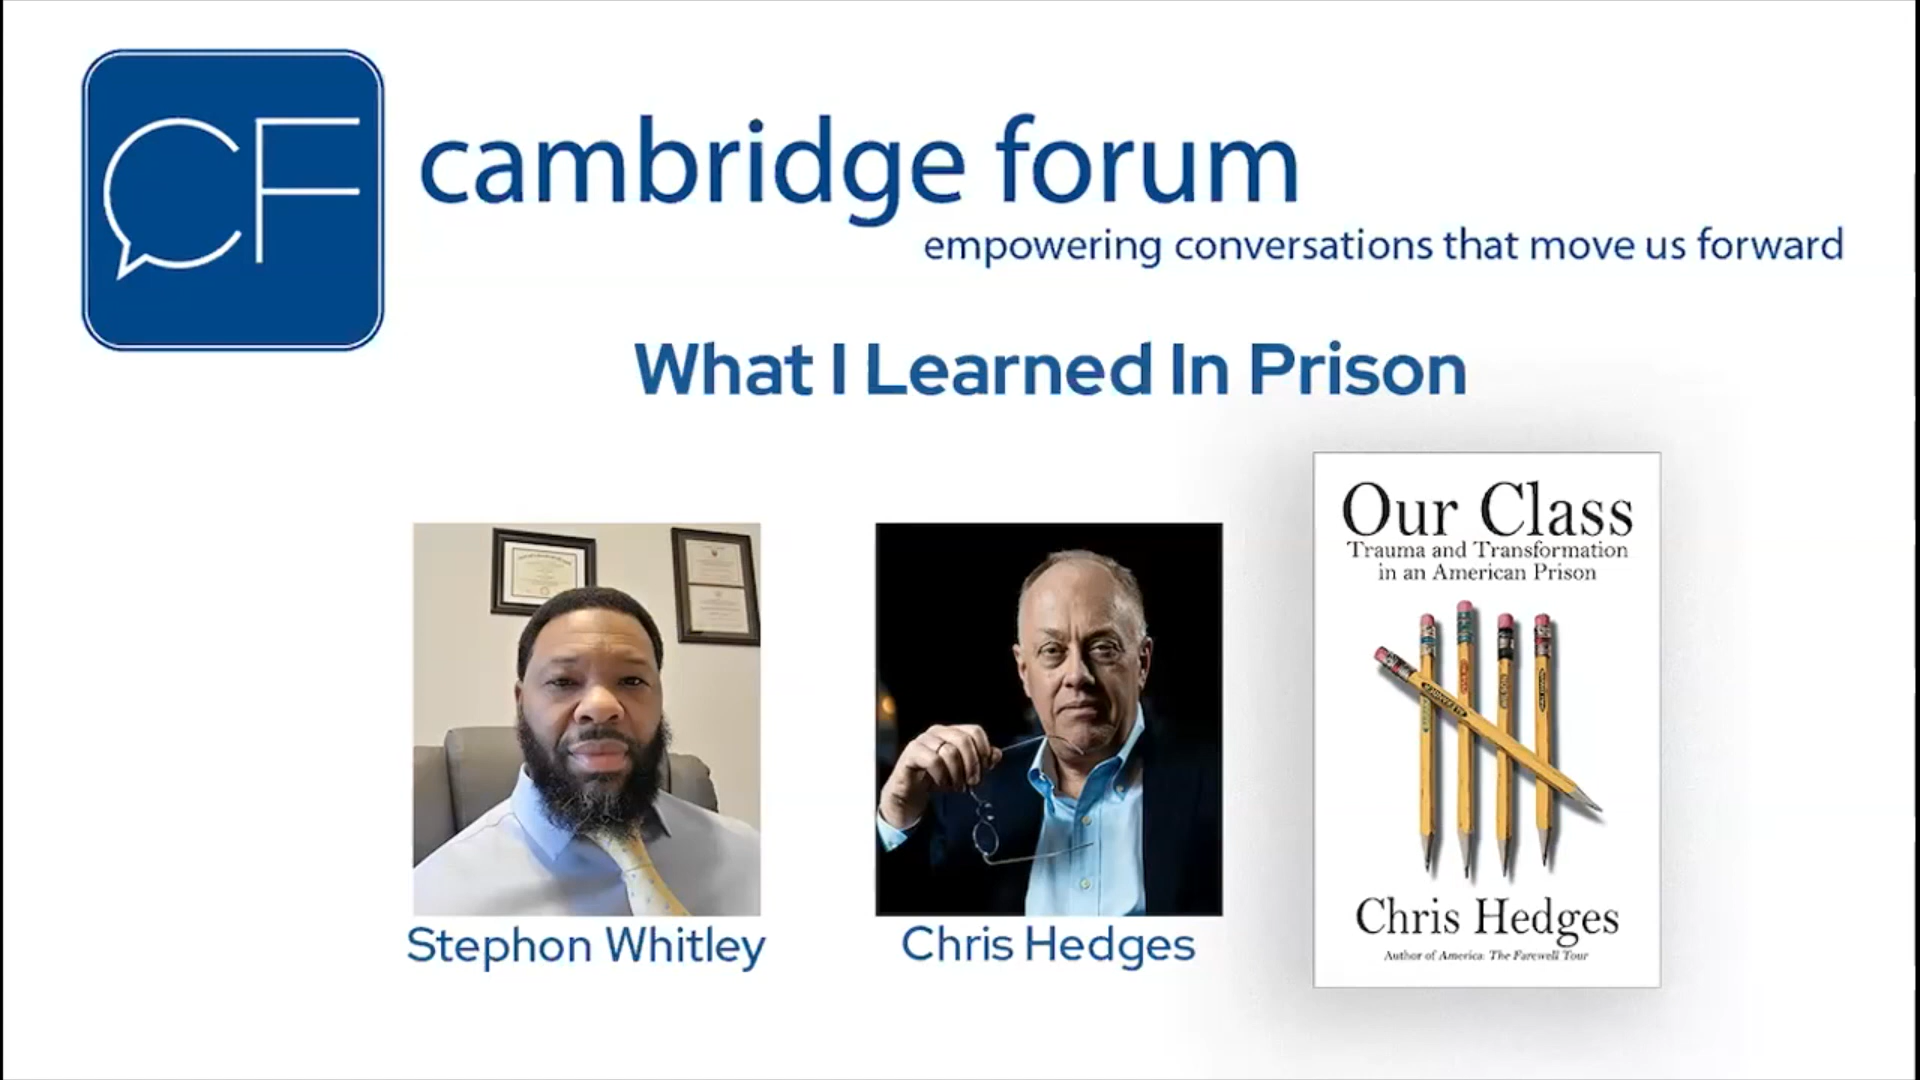 CF
cambridge forum
empowering conversations that move us forward
What I Learned In Prison
Our Class
Trauma and Transformation
in an American Prison
Chris Hedges
Author of America: The Farewell Tour
Stephon Whitley
Chris Hedges